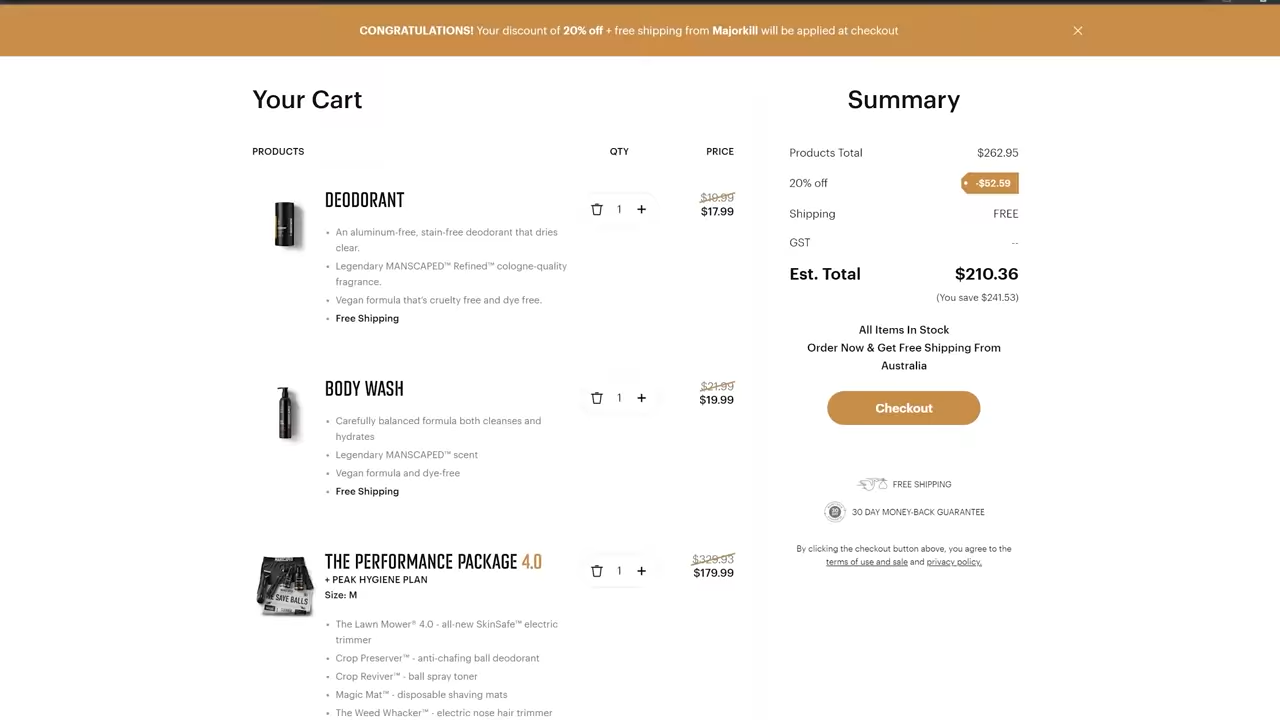 CONGRATULATIONS! Your discount of 20% off + free shipping from Majorkill will be applied at checkout
Your Cart
PRODUCTS QTY PRICE
DEODORANT
1 + $19.99
$17.99
An aluminum-free, stain-free deodorant that dries
clear.
Legendary MANSCAPED™ Refined™ cologne-quality
fragrance.
Vegan formula that's cruelty free and dye free.
Free Shipping
BODY WASH
1 + $21.99
$19.99
Carefully balanced formula both cleanses and
hydrates
Legendary MANSCAPED™ scent
Vegan formula and dye-free
Free Shipping
THE PERFORMANCE PACKAGE 4.0
+ PEAK HYGIENE PLAN
Size: M
1 + $329.93
$179.99
The Lawn Mower® 4.0 - all-new SkinSafe™ electric
trimmer
Crop Preserver™ - anti-chafing ball deodorant
Crop Reviver™ - ball spray toner
Magic Mat™ - disposable shaving mats
The Weed Whacker™ - electric nose hair trimmer
Summary
Products Total $262.95
20% off -$52.59
Shipping FREE
GST --
Est. Total $210.36
(You save $241.53)
All Items In Stock
Order Now & Get Free Shipping From
Australia
Checkout
FREE SHIPPING
30 DAY MONEY-BACK GUARANTEE
By clicking the checkout button above, you agree to the
terms of use and sale and privacy policy.